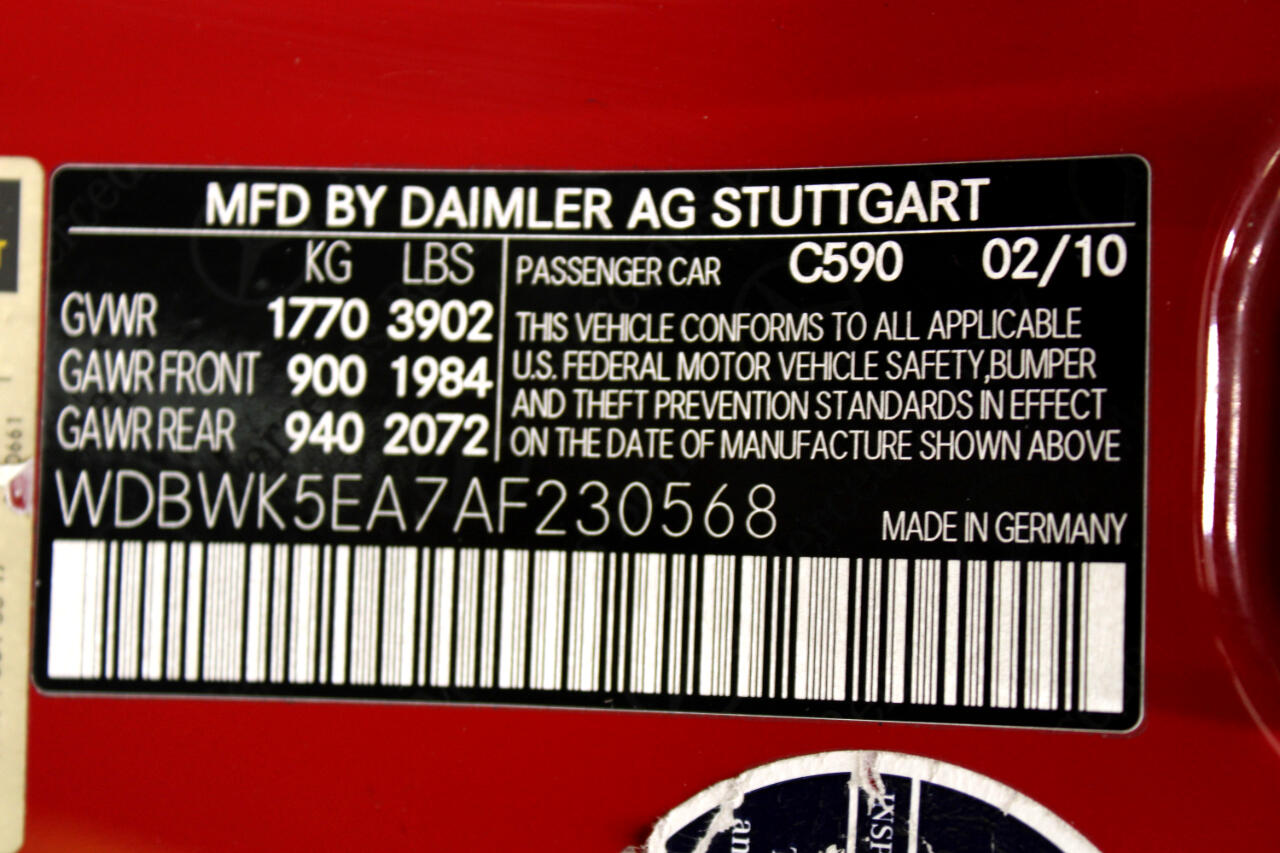 MFD BY DAIMLER AG STUTTGART
KG LBS
GVWR 1770 3902
GAWR FRONT 900 1984
GAWR REAR 940 2072
PASSENGER CAR C590 02/10
THIS VEHICLE CONFORMS TO ALL APPLICABLE
U.S. FEDERAL MOTOR VEHICLE SAFETY,BUMPER
AND THEFT PREVENTION STANDARDS IN EFFECT
ON THE DATE OF MANUFACTURE SHOWN ABOVE
WDBWK5EA7AF230568
MADE IN GERMANY